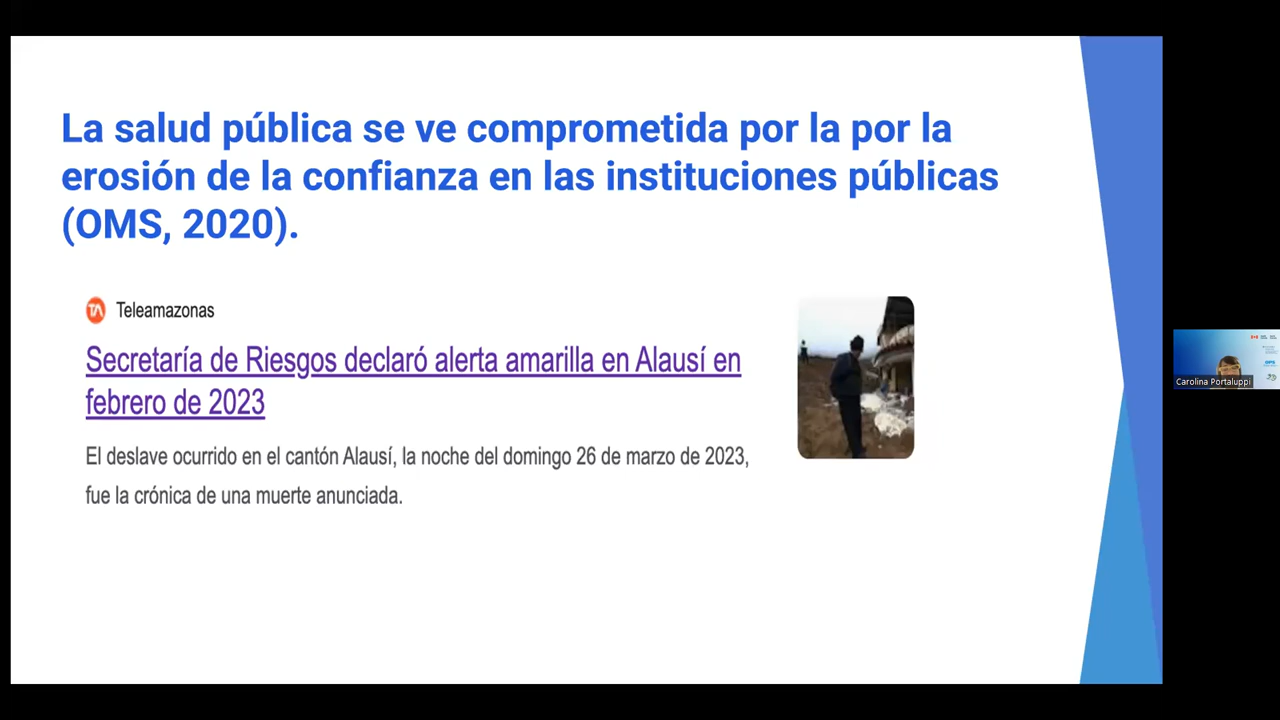 La salud pública se ve comprometida por la por la
erosión de la confianza en las instituciones públicas
(OMS, 2020).
TA Teleamazonas
Secretaría de Riesgos declaró alerta amarilla en Alausí en
febrero de 2023
El deslave ocurrido en el cantón Alausí, la noche del domingo 26 de marzo de 2023,
fue la crónica de una muerte anunciada.
Carolina Portaluppi